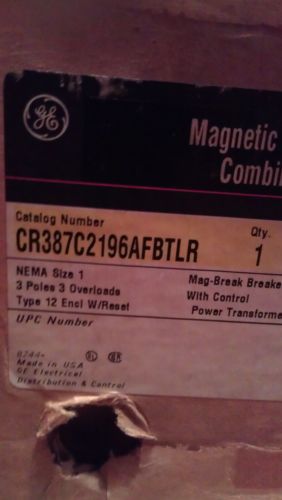 GE
Magnetic
Combi
Catalog Number
Qty.
CR387C2196AFBTLR
1
NEMA Size 1
3 Poles 3 Overloads
Type 12 Encl W/Reset
Mag-Break Breake
With Control
Power Transforme
UPC Number
Made in USA
GE Electrical
Distribution & Control